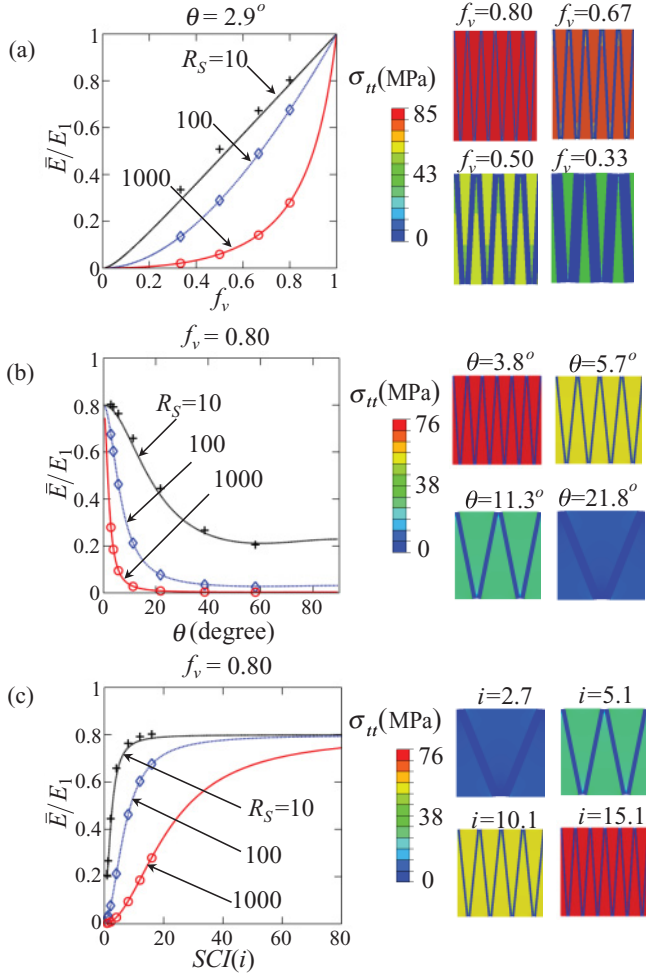 θ = 2.9°
(a)
Ē/E₁
1
0.8
0.6
0.4
0.2
0
R_S=10
100
1000
0 0.2 0.4 0.6 0.8 1
f_v
σ_tt(MPa)
85
43
0
f_v=0.80 f_v=0.67
f_v=0.50 f_v=0.33
f_v = 0.80
(b)
Ē/E₁
1
0.8
0.6
0.4
0.2
0
R_S=10
100
1000
0 20 40 60 80
θ (degree)
σ_tt(MPa)
76
38
0
θ=3.8° θ=5.7°
θ=11.3° θ=21.8°
f_v = 0.80
(c)
Ē/E₁
1
0.8
0.6
0.4
0.2
0
R_S=10
100
1000
0 20 40 60 80
SCI(i)
σ_tt(MPa)
76
38
0
i=2.7 i=5.1
i=10.1 i=15.1